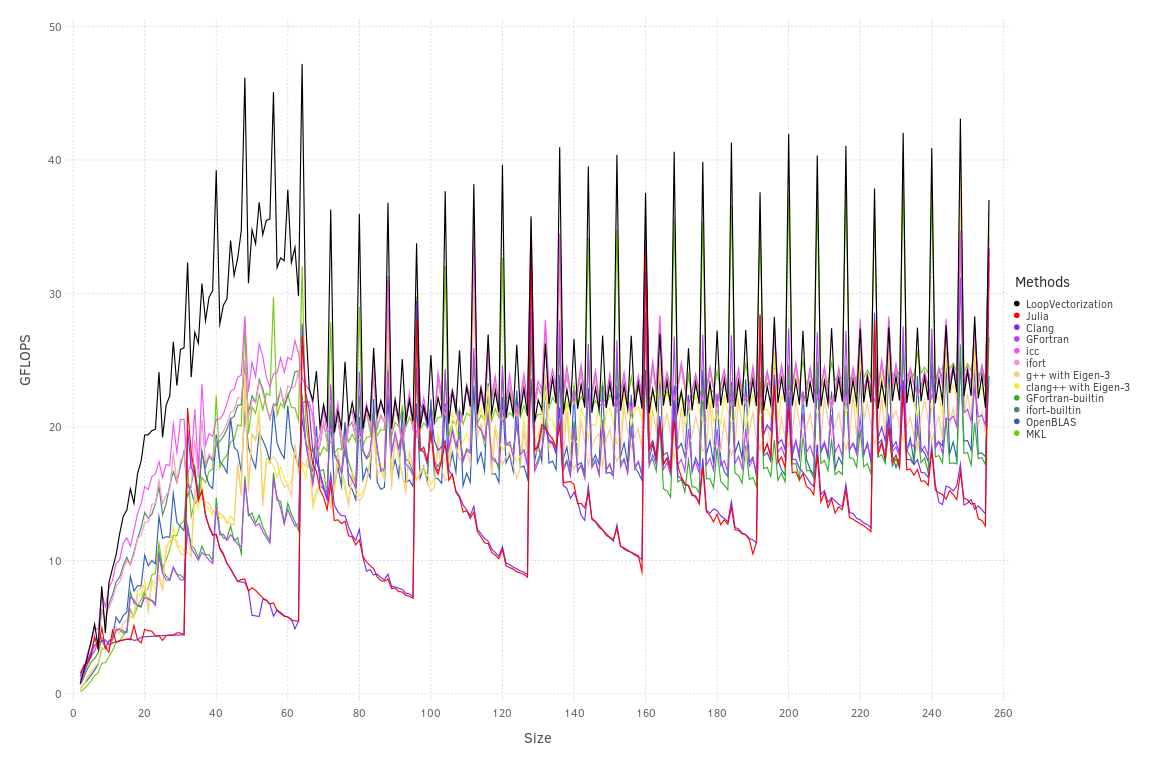 50
40
30
20
10
0
GFLOPS
0 20 40 60 80 100 120 140 160 180 200 220 240 260
Size
Methods
LoopVectorization
Julia
Clang
GFortran
icc
ifort
g++ with Eigen-3
clang++ with Eigen-3
GFortran-builtin
ifort-builtin
OpenBLAS
MKL